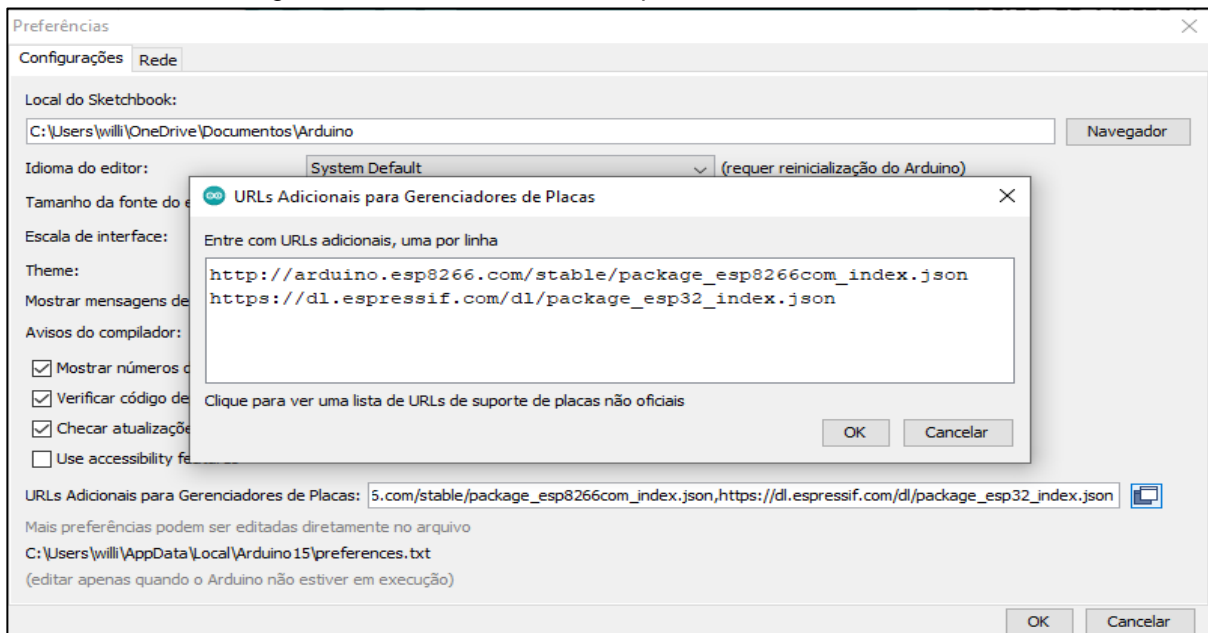 Preferências
Configurações Rede
Local do Sketchbook:
C:\Users\willi\OneDrive\Documentos\Arduino Navegador
Idioma do editor: System Default (requer reinicialização do Arduino)
Tamanho da fonte do e
Escala de interface:
Theme:
Mostrar mensagens de
Avisos do compilador:
Mostrar números d
Verificar código de
Checar atualizaçõe
Use accessibility
URLs Adicionais para Gerenciadores de Placas
Entre com URLs adicionais, uma por linha
http://arduino.esp8266.com/stable/package_esp8266com_index.json
https://dl.espressif.com/dl/package_esp32_index.json
Clique para ver uma lista de URLs de suporte de placas não oficiais
OK Cancelar
URLs Adicionais para Gerenciadores de Placas: 5.com/stable/package_esp8266com_index.json,https://dl.espressif.com/dl/package_esp32_index.json
Mais preferências podem ser editadas diretamente no arquivo
C:\Users\willi\AppData\Local\Arduino15\preferences.txt
(editar apenas quando o Arduino não estiver em execução)
OK Cancelar